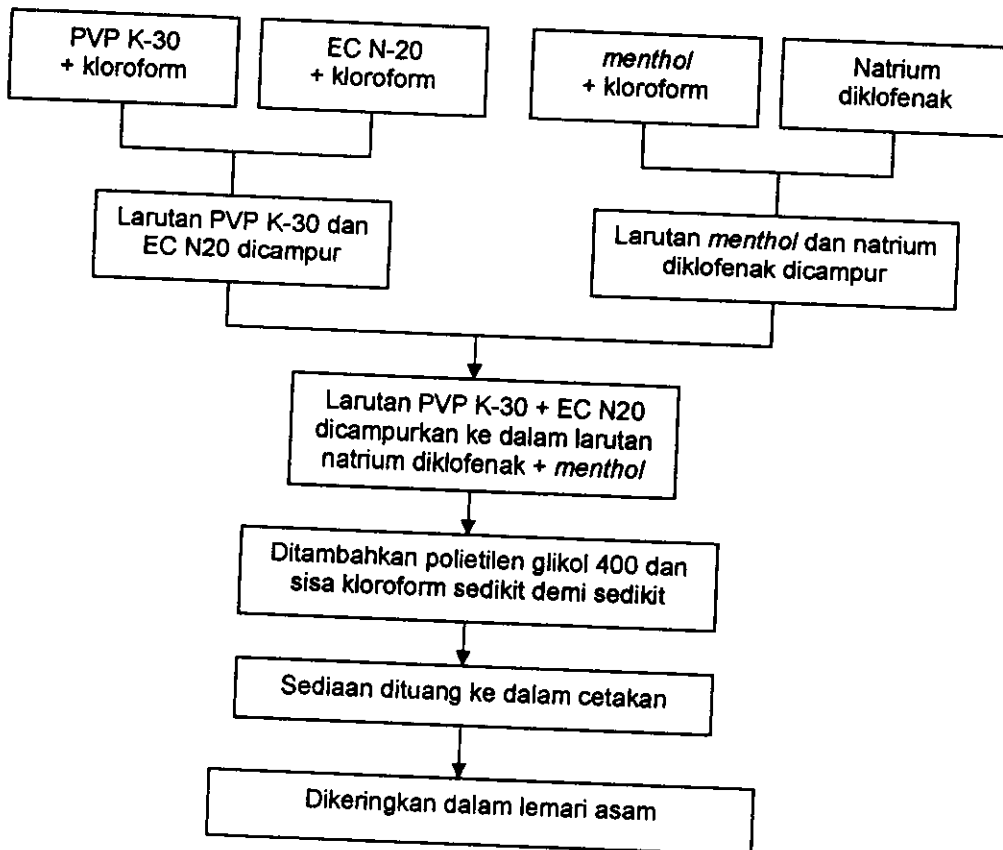 PVP K-30
+ kloroform
EC N-20
+ kloroform
menthol
+ kloroform
Natrium
diklofenak
Larutan PVP K-30 dan
EC N20 dicampur
Larutan menthol dan natrium
diklofenak dicampur
Larutan PVP K-30 + EC N20
dicampurkan ke dalam larutan
natrium diklofenak + menthol
Ditambahkan polietilen glikol 400 dan
sisa kloroform sedikit demi sedikit
Sediaan dituang ke dalam cetakan
Dikeringkan dalam lemari asam